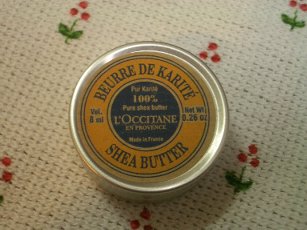 BEURRE DE KARITÉ
Pur Karité
100%
Pure shea butter
Vol.
8 ml
Net Wt
0.26 oz
L'OCCITANE
EN PROVENCE
Made in France
SHEA BUTTER